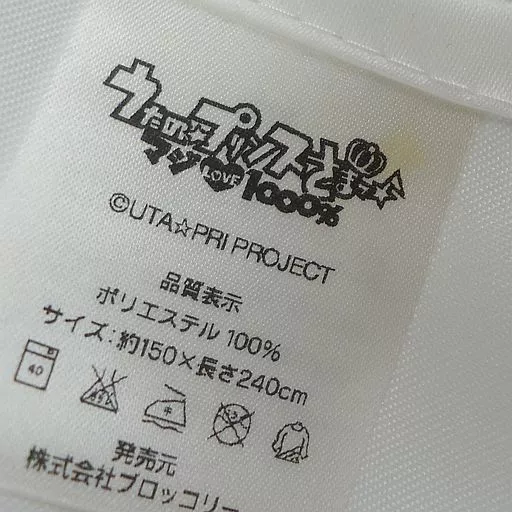 うたの☆プリンスさまっ♪
マジLOVE1000%
©UTA☆PRI PROJECT
品質表示
ポリエステル 100%
サイズ:約150×長さ240cm
40
中
発売元
株式会社ブロッコリー